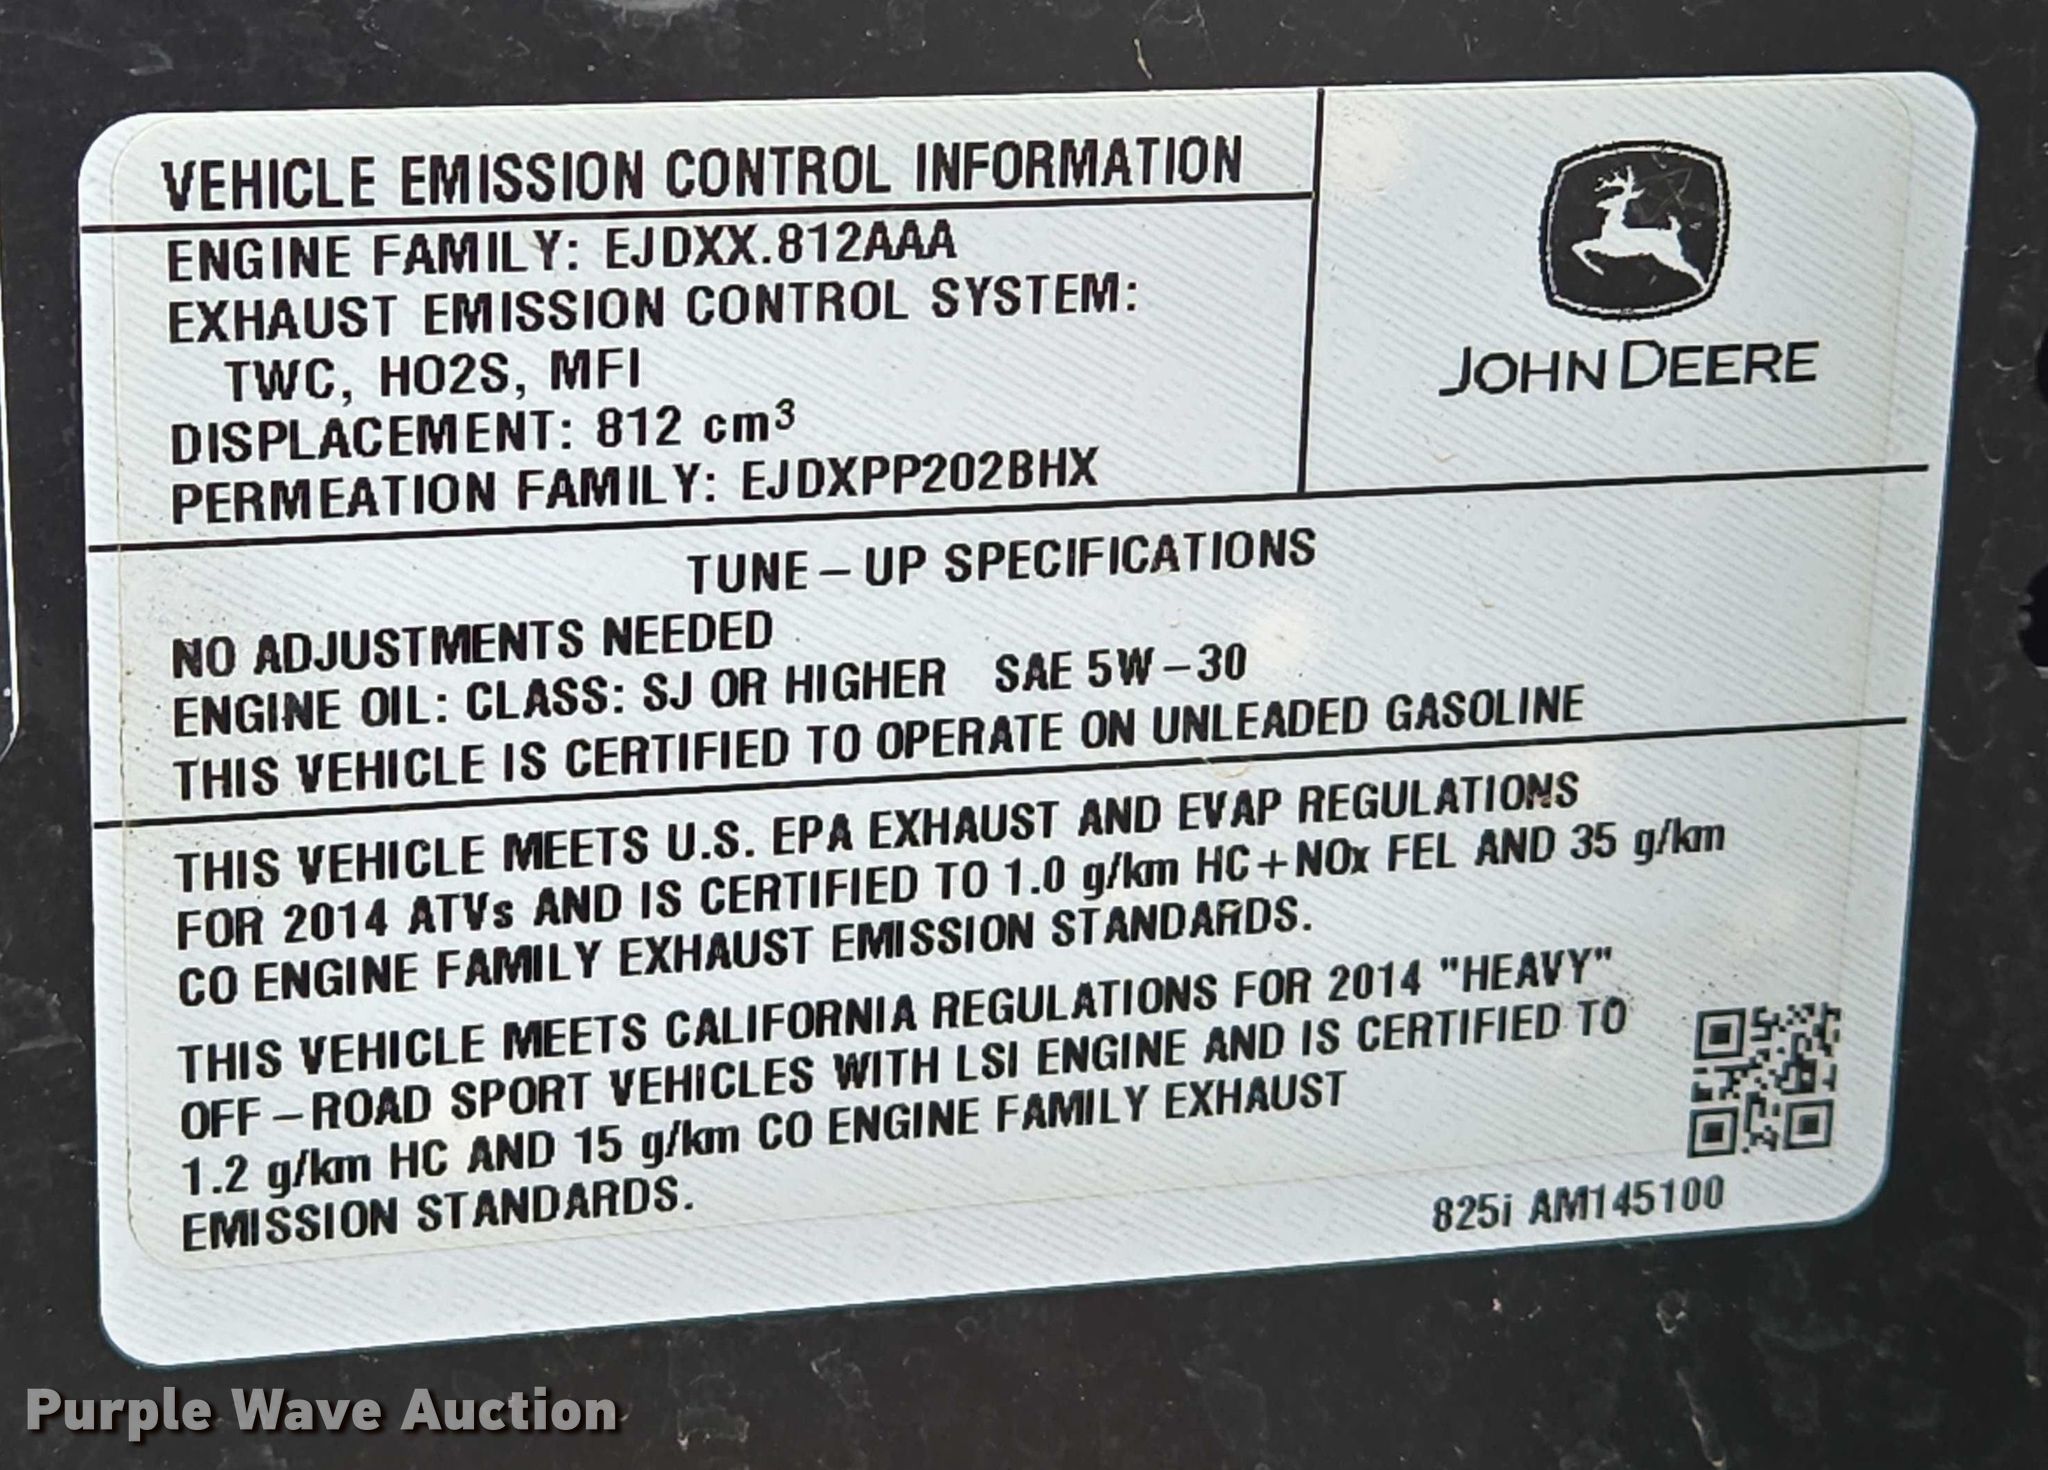 VEHICLE EMISSION CONTROL INFORMATION
ENGINE FAMILY: EJDXX.812AAA
EXHAUST EMISSION CONTROL SYSTEM:
TWC, HO2S, MFI
DISPLACEMENT: 812 cm³
PERMEATION FAMILY: EJDXPP202BHX
JOHN DEERE
TUNE-UP SPECIFICATIONS
NO ADJUSTMENTS NEEDED
ENGINE OIL: CLASS: SJ OR HIGHER SAE 5W-30
THIS VEHICLE IS CERTIFIED TO OPERATE ON UNLEADED GASOLINE
THIS VEHICLE MEETS U.S. EPA EXHAUST AND EVAP REGULATIONS
FOR 2014 ATVs AND IS CERTIFIED TO 1.0 g/km HC+NOx FEL AND 35 g/km
CO ENGINE FAMILY EXHAUST EMISSION STANDARDS.
THIS VEHICLE MEETS CALIFORNIA REGULATIONS FOR 2014 "HEAVY"
OFF-ROAD SPORT VEHICLES WITH LSI ENGINE AND IS CERTIFIED TO
1.2 g/km HC AND 15 g/km CO ENGINE FAMILY EXHAUST
EMISSION STANDARDS.
825i AM145100
Purple Wave Auction